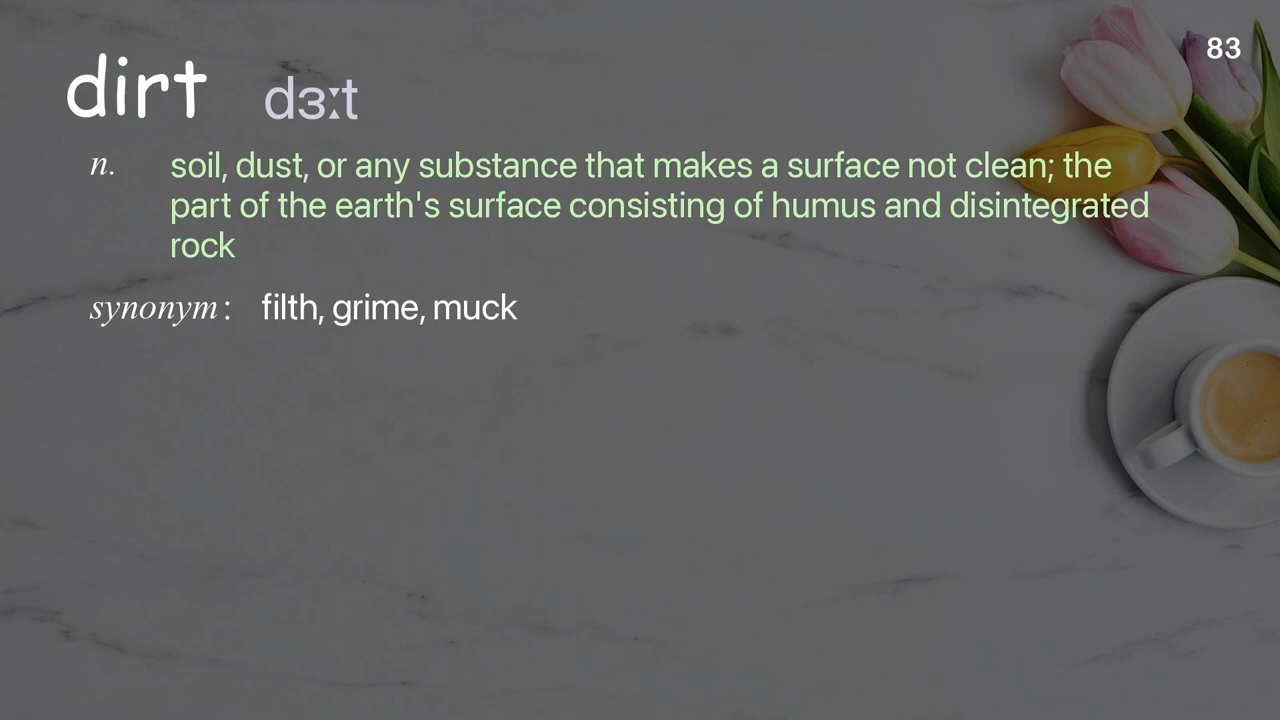 83
dirt dɜːt
n. soil, dust, or any substance that makes a surface not clean; the
part of the earth's surface consisting of humus and disintegrated
rock
synonym: filth, grime, muck